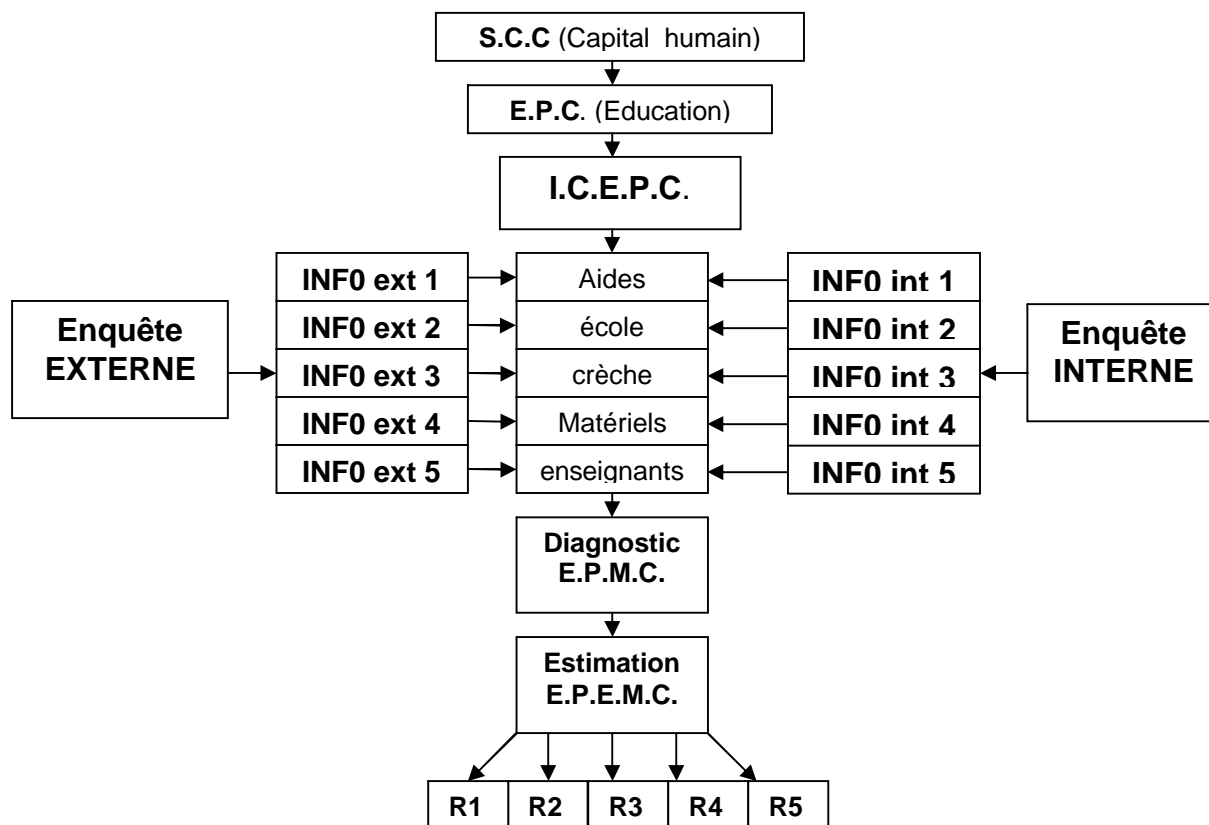 S.C.C (Capital humain)
E.P.C. (Education)
I.C.E.P.C.
INF0 ext 1
Aides
INF0 int 1
INF0 ext 2
école
INF0 int 2
Enquête
EXTERNE
Enquête
INTERNE
INF0 ext 3
crèche
INF0 int 3
INF0 ext 4
Matériels
INF0 int 4
INF0 ext 5
enseignants
INF0 int 5
Diagnostic
E.P.M.C.
Estimation
E.P.E.M.C.
R1 R2 R3 R4 R5